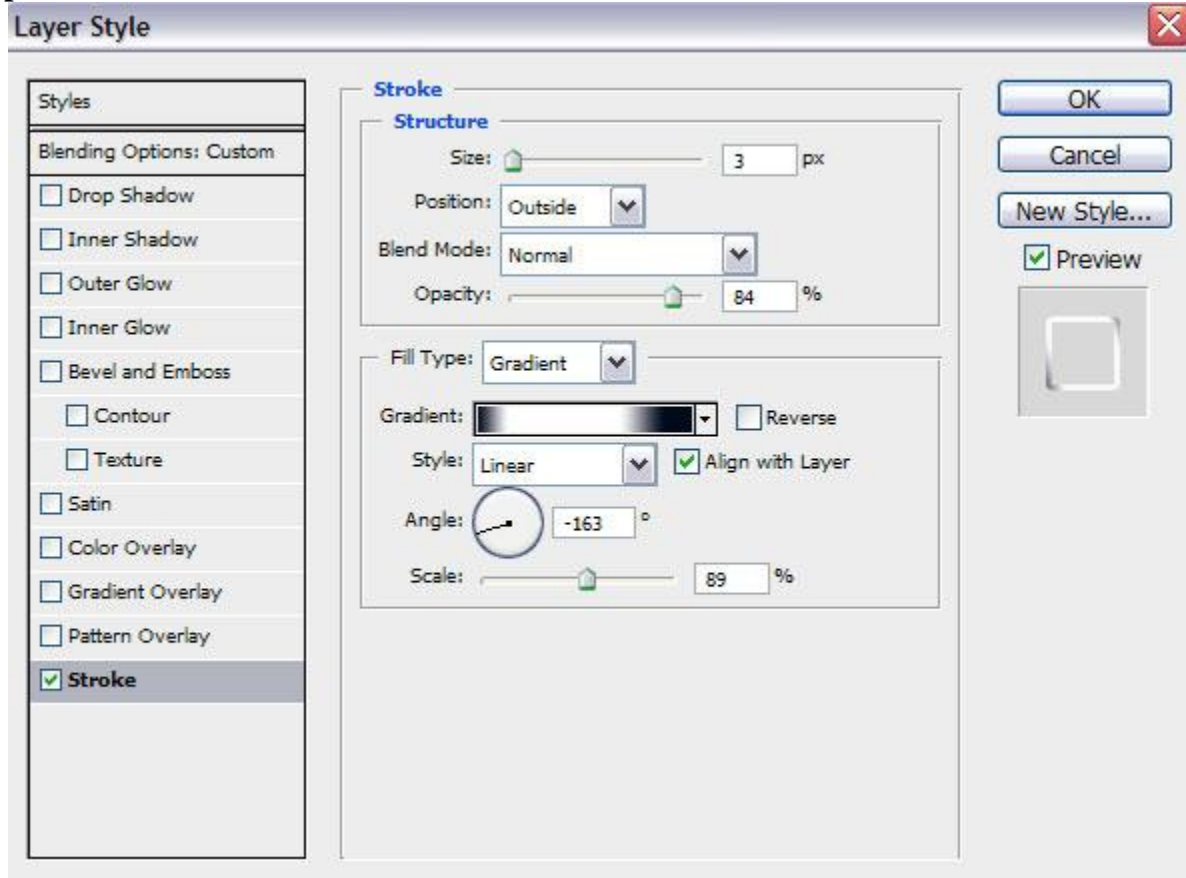 Layer Style
Styles
Blending Options: Custom
Drop Shadow
Inner Shadow
Outer Glow
Inner Glow
Bevel and Emboss
Contour
Texture
Satin
Color Overlay
Gradient Overlay
Pattern Overlay
Stroke
Stroke
Structure
Size: 3 px
Position: Outside
Blend Mode: Normal
Opacity: 84 %
Fill Type: Gradient
Gradient: Reverse
Style: Linear Align with Layer
Angle: -163 °
Scale: 89 %
OK
Cancel
New Style...
Preview